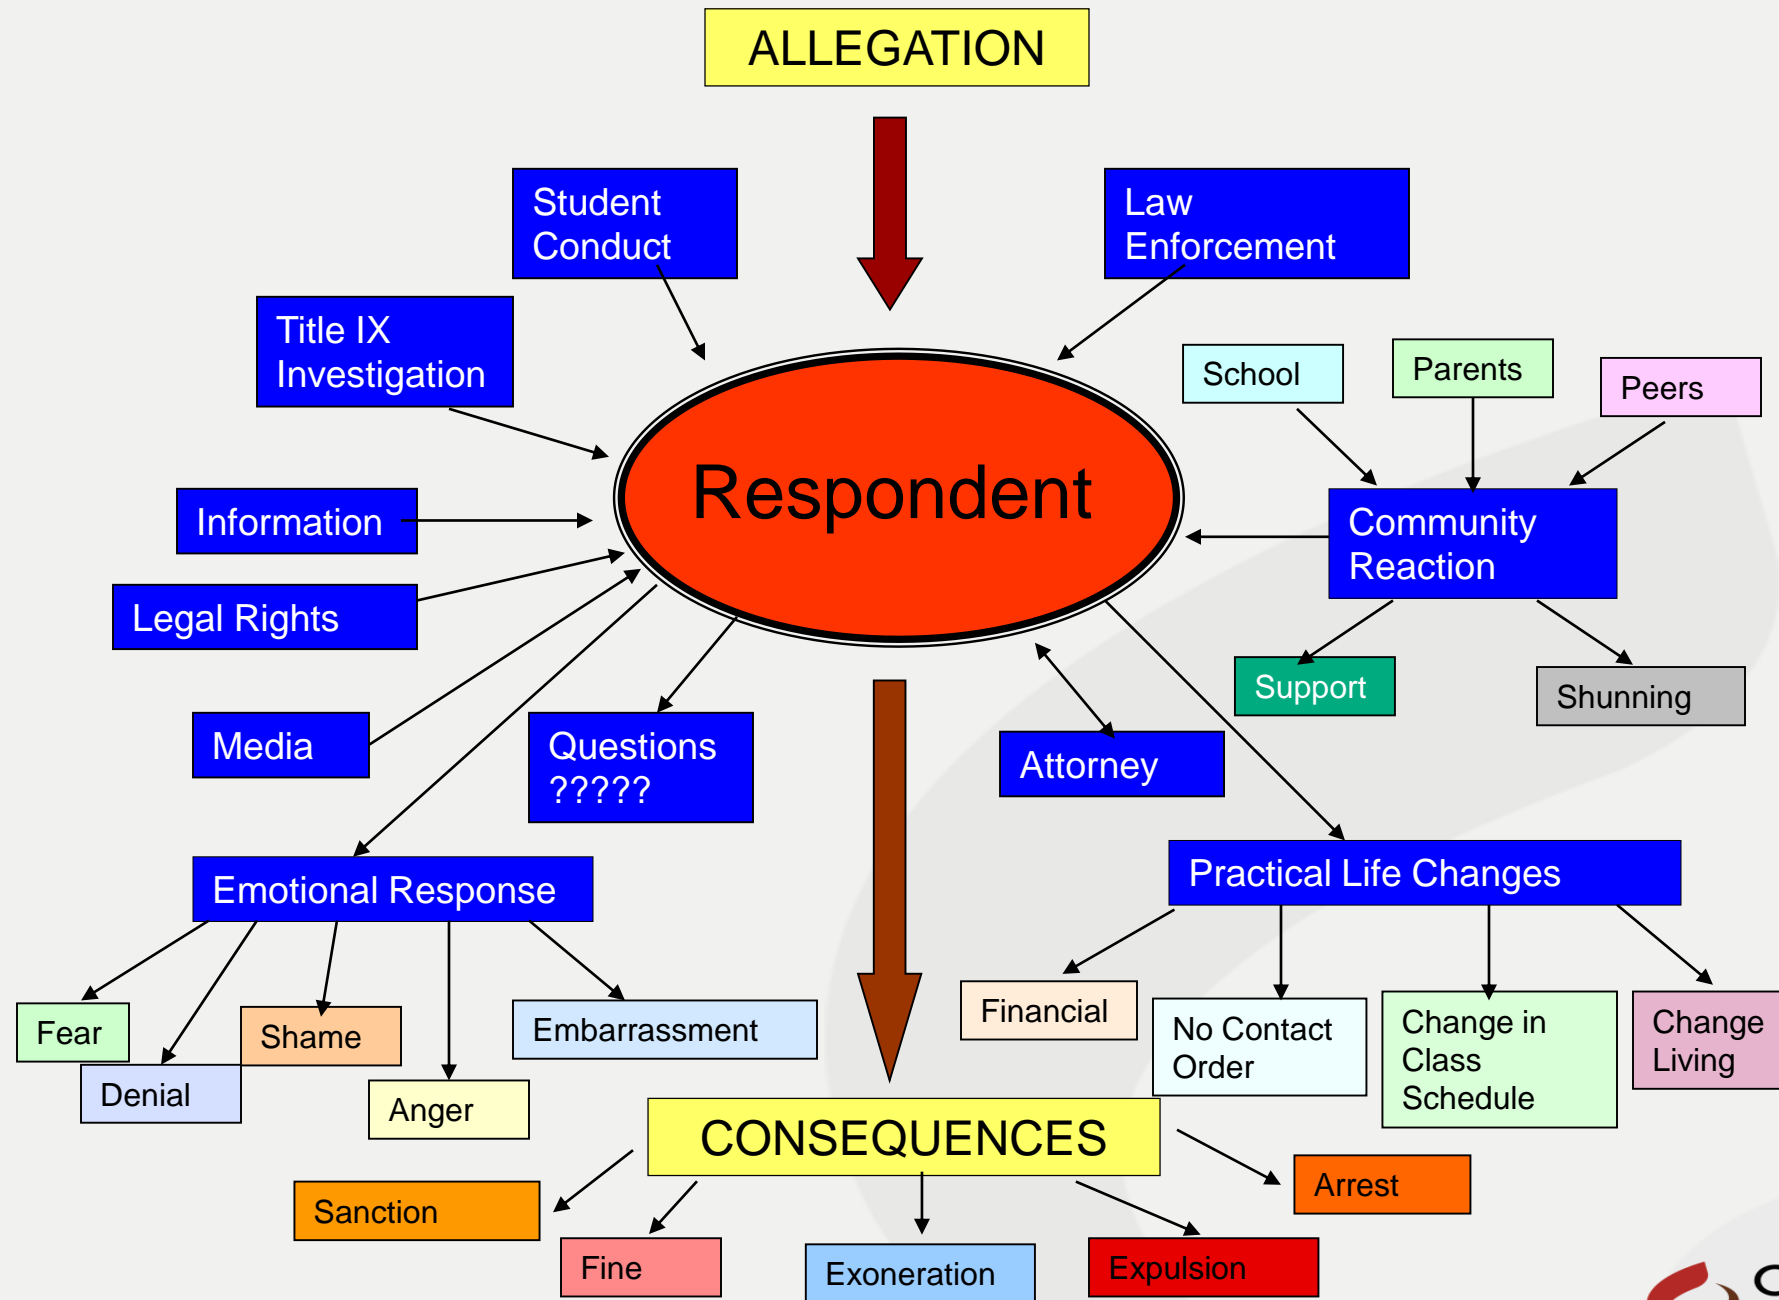 ALLEGATION
Student
Conduct
Law
Enforcement
Title IX
Investigation
School
Parents
Peers
Respondent
Information
Community
Reaction
Legal Rights
Support
Shunning
Media
Questions
?????
Attorney
Emotional Response
Practical Life Changes
Fear
Denial
Shame
Anger
Embarrassment
Financial
No Contact
Order
Change in
Class
Schedule
Change
Living
CONSEQUENCES
Sanction
Fine
Exoneration
Expulsion
Arrest